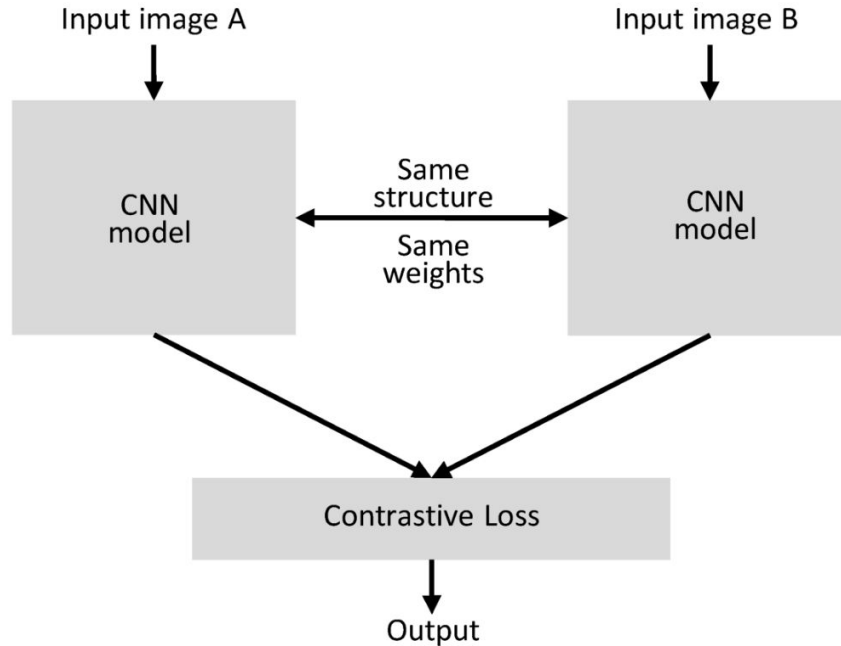 Input image A
Input image B
CNN
model
Same
structure
Same
weights
CNN
model
Contrastive Loss
Output